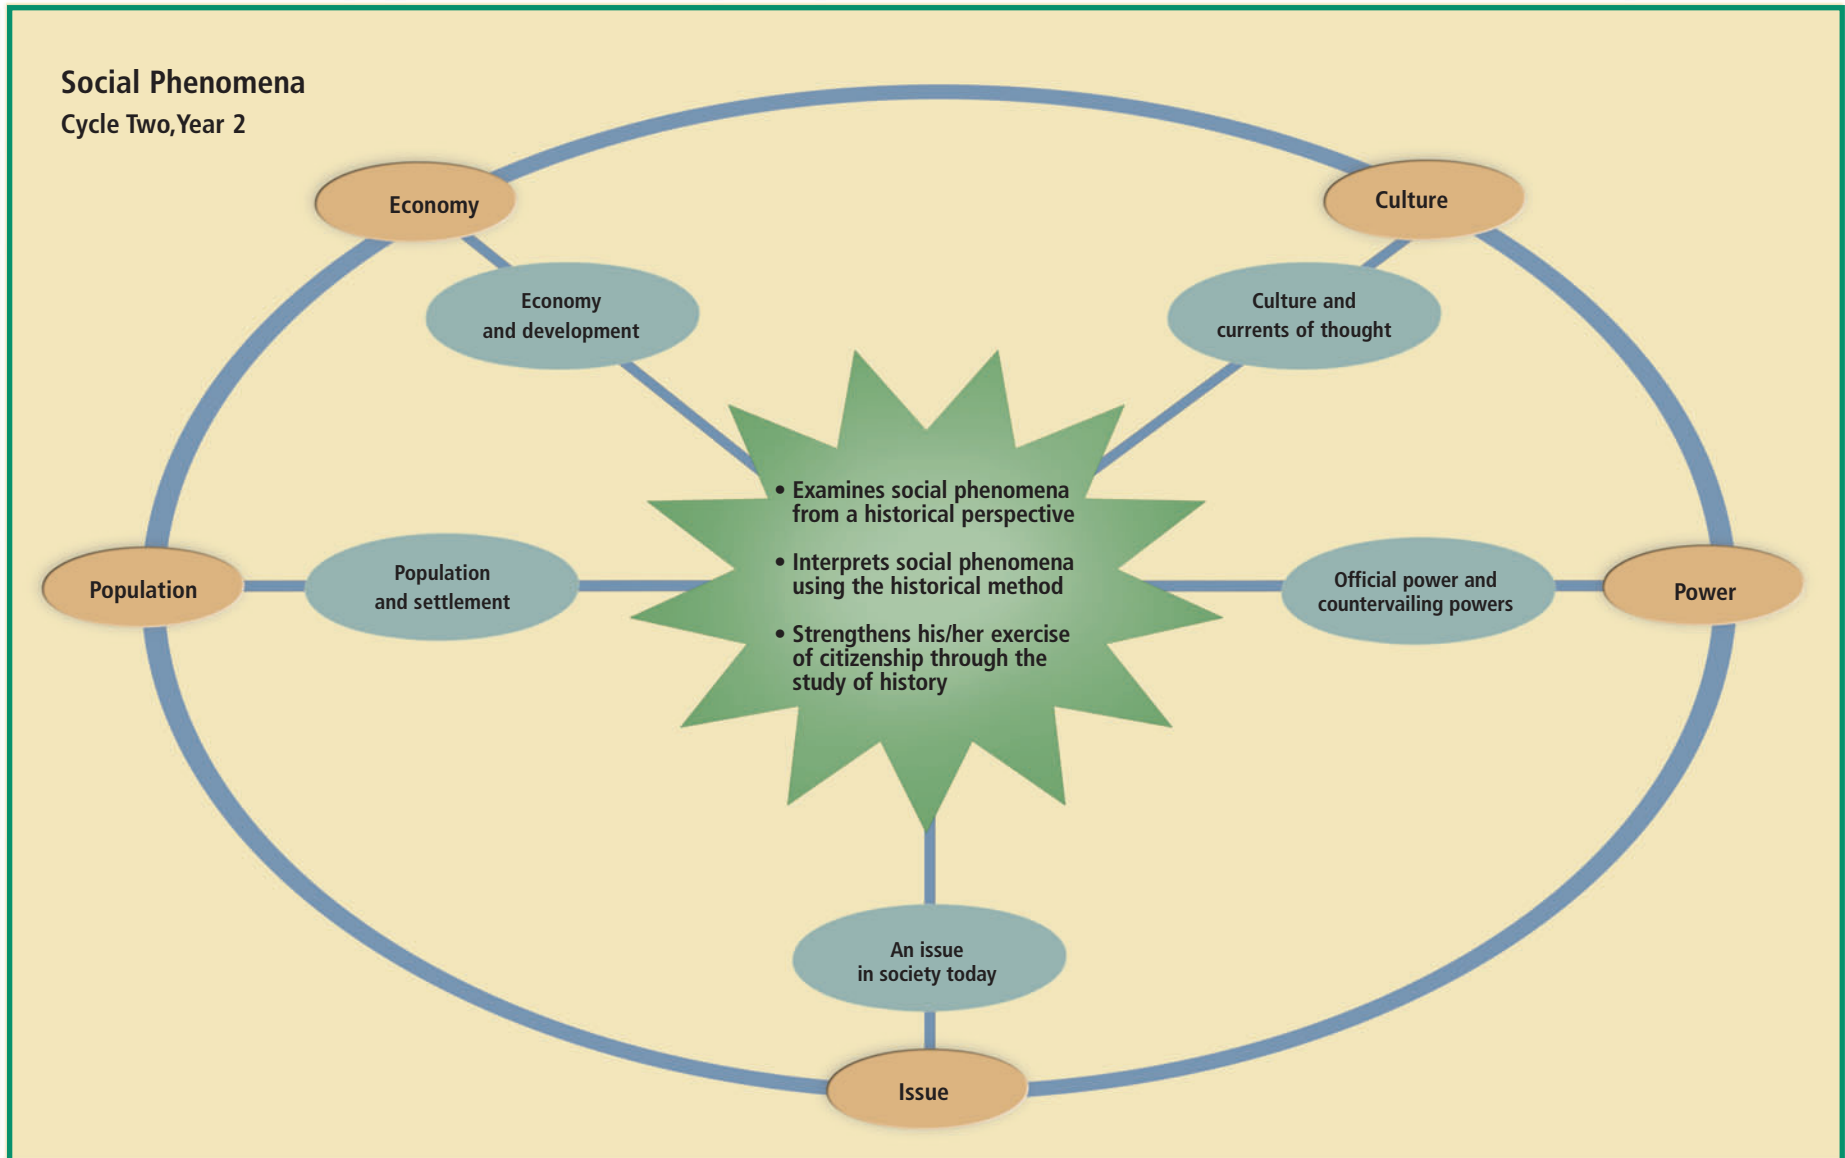 Social Phenomena
Cycle Two,Year 2
Economy
Culture
Economy
and development
Culture and
currents of thought
• Examines social phenomena
from a historical perspective
• Interprets social phenomena
using the historical method
• Strengthens his/her exercise
of citizenship through the
study of history
Population
Population
and settlement
Official power and
countervailing powers
Power
An issue
in society today
Issue